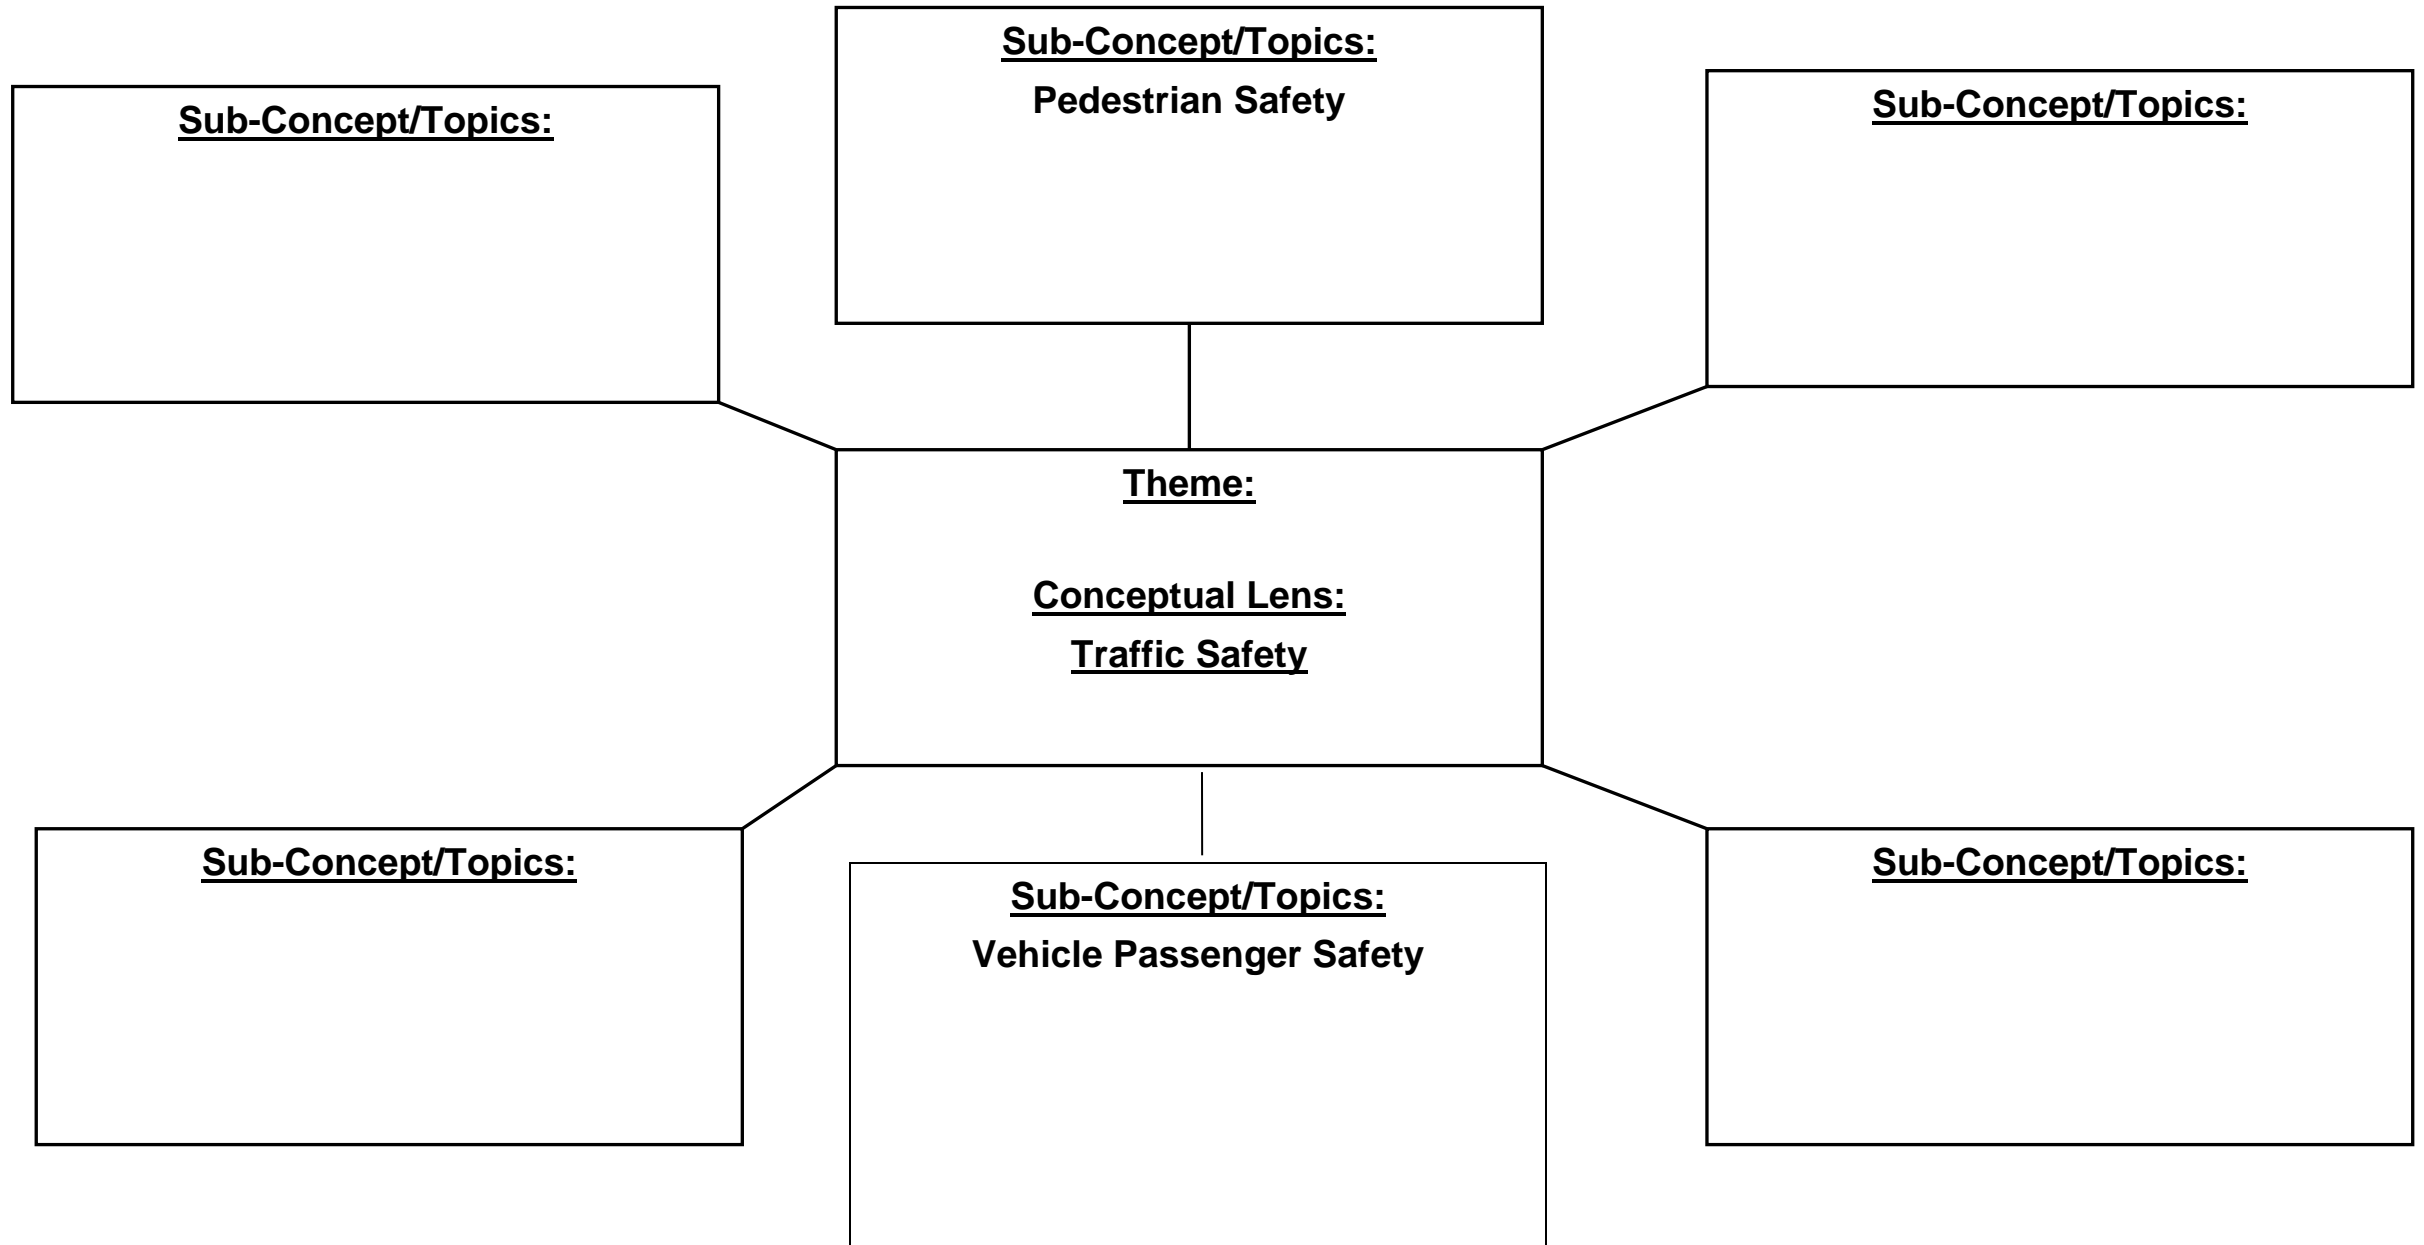 Sub-Concept/Topics:
Sub-Concept/Topics:
Pedestrian Safety
Sub-Concept/Topics:
Theme:
Conceptual Lens:
Traffic Safety
Sub-Concept/Topics:
Sub-Concept/Topics:
Vehicle Passenger Safety
Sub-Concept/Topics: